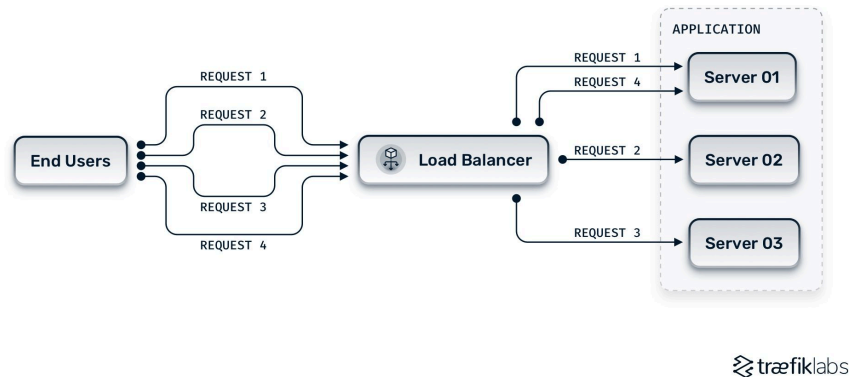 APPLICATION
REQUEST 1
REQUEST 2
REQUEST 3
REQUEST 4
End Users
Load Balancer
REQUEST 1
REQUEST 4
REQUEST 2
REQUEST 3
Server 01
Server 02
Server 03
træfiklabs